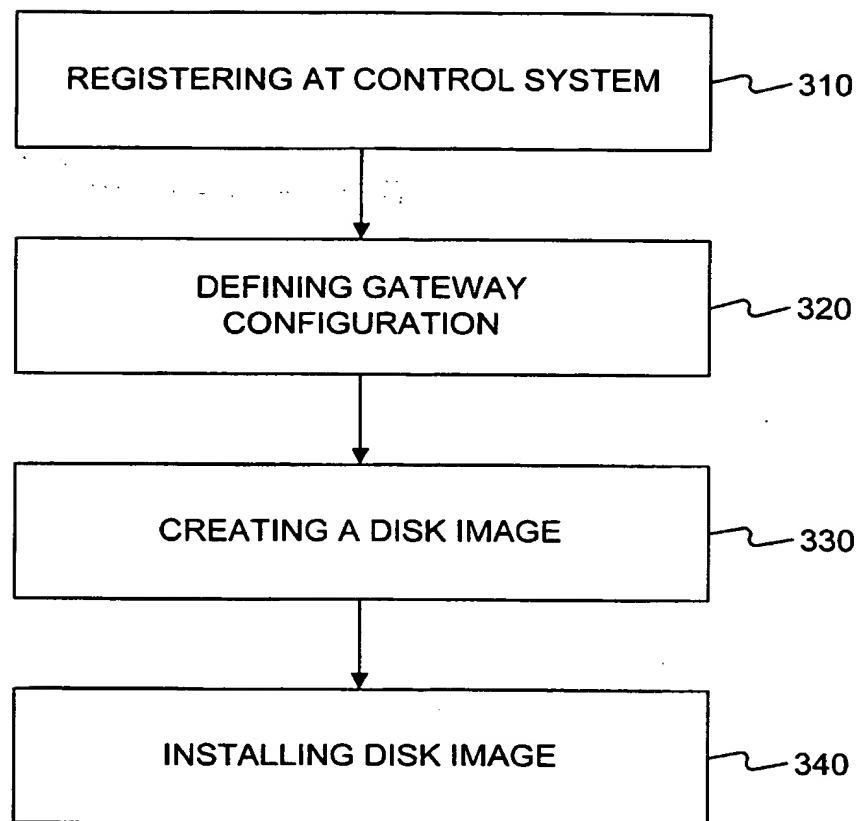 REGISTERING AT CONTROL SYSTEM
310
DEFINING GATEWAY
CONFIGURATION
320
CREATING A DISK IMAGE
330
INSTALLING DISK IMAGE
340